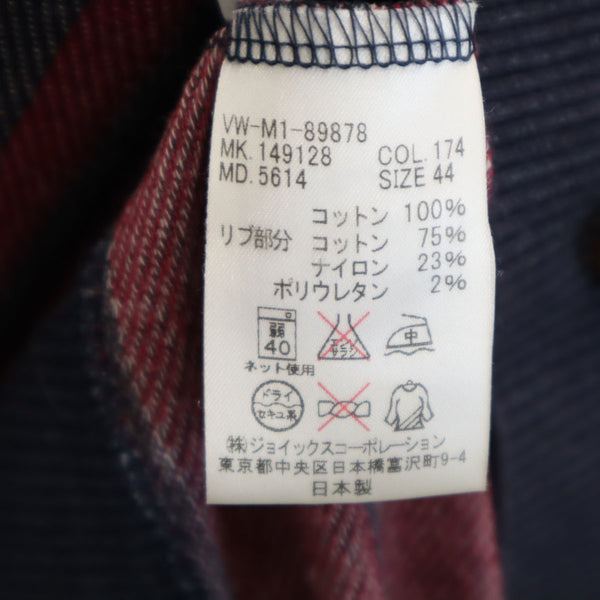 VW-M1-89878
MK. 149128 COL. 174
MD. 5614 SIZE 44
コットン 100%
リブ部分 コットン 75%
ナイロン 23%
ポリウレタン 2%
弱 40 エンソサラシ 中
ネット使用
ドライ セキユ系
㈱ジョイックスコーポレーション
東京都中央区日本橋富沢町9-4
日本製